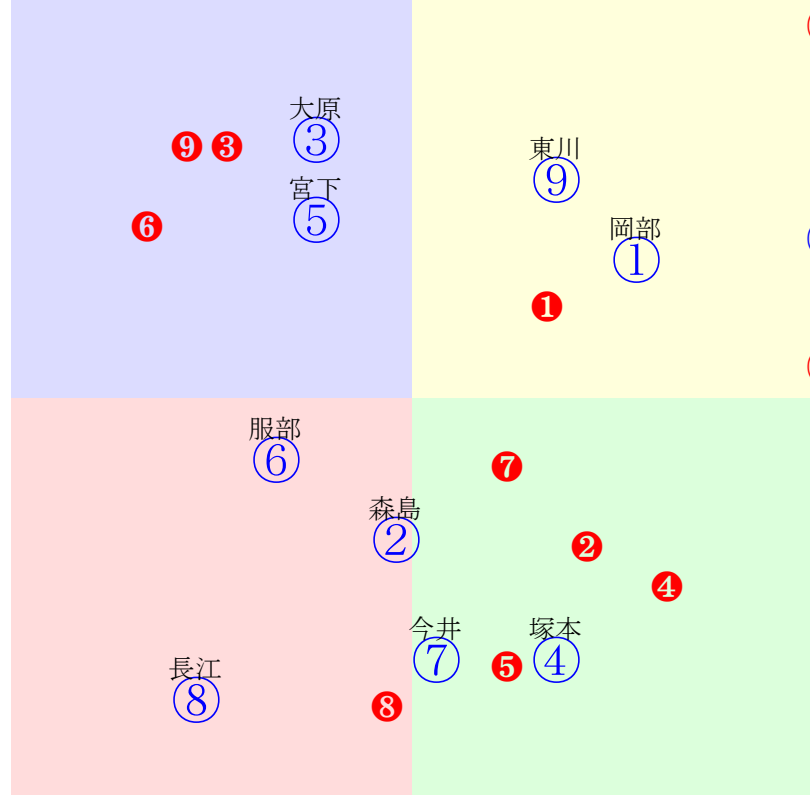 大原
③
❾ ❸
東川
⑨
宮下
⑤
❻
岡部
①
❶
服部
⑥
❼
森島
②
❷
❹
今井
⑦
塚本
④
❺
長江
⑧
❽